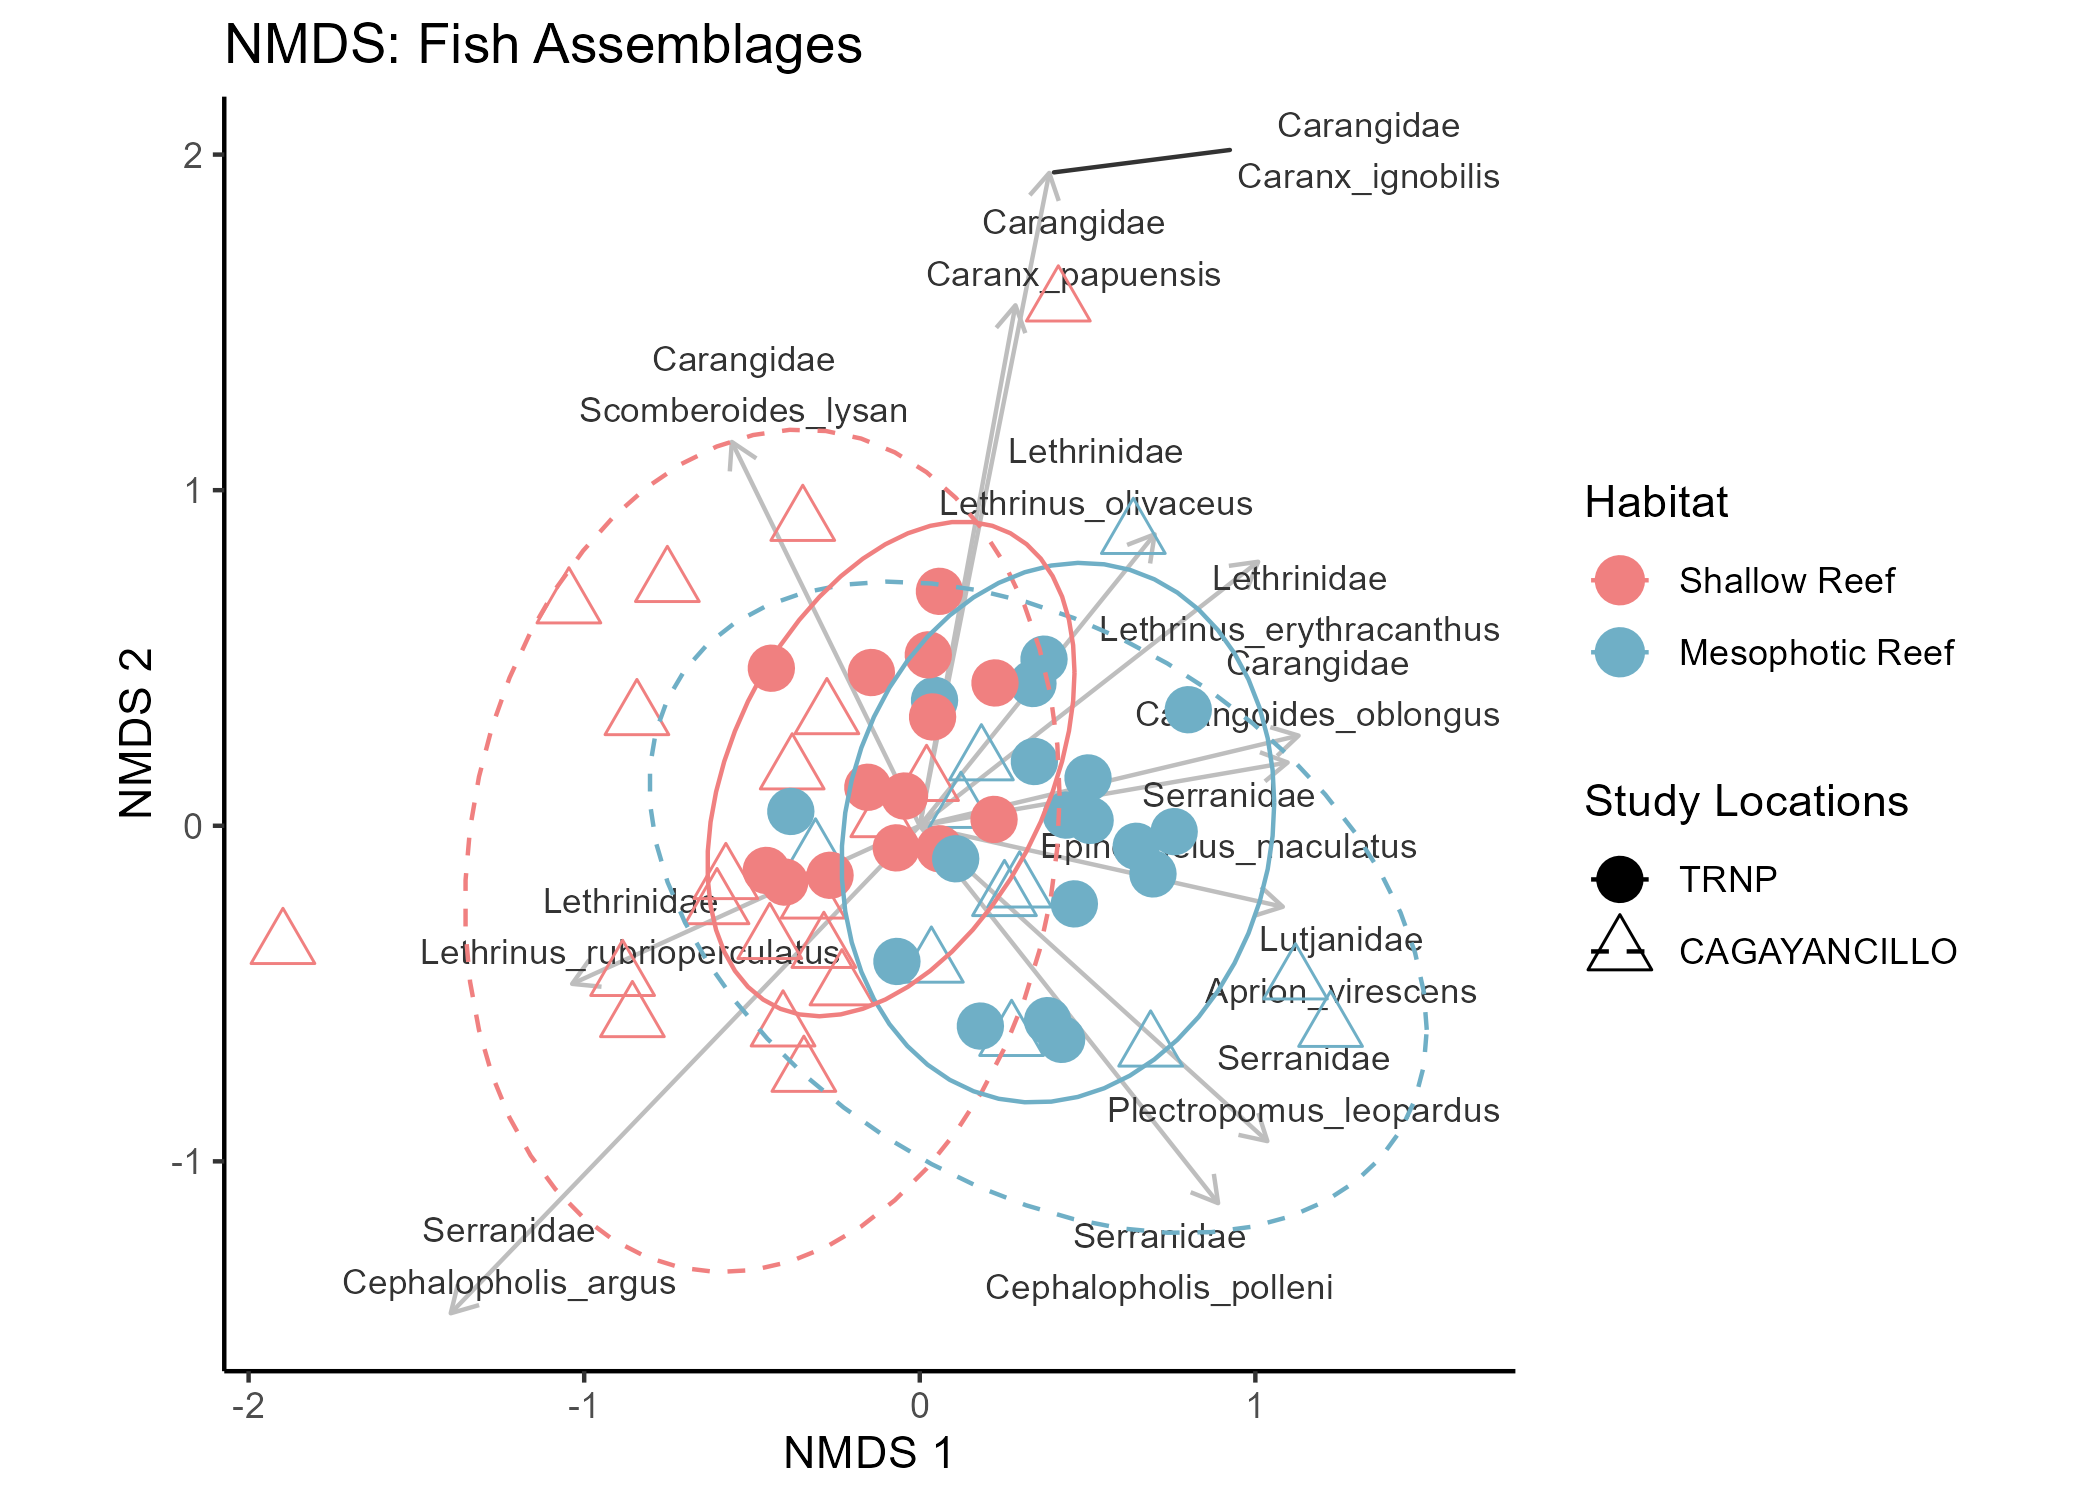 NMDS: Fish Assemblages
Carangidae
Caranx_ignobilis
Carangidae
Caranx_papuensis
Carangidae
Scomberoides_lysan
Lethrinidae
Lethrinus_olivaceus
Lethrinidae
Lethrinus_erythracanthus
Carangidae
Carangoides_oblongus
Serranidae
Epinephelus_maculatus
Lethrinidae
Lethrinus_rubrioperculatus
Lutjanidae
Aprion_virescens
Serranidae
Plectropomus_leopardus
Serranidae
Cephalopholis_argus
Serranidae
Cephalopholis_polleni
2
1
0
-1
NMDS 2
-2
-1
0
1
NMDS 1
Habitat
Shallow Reef
Mesophotic Reef
Study Locations
TRNP
CAGAYANCILLO